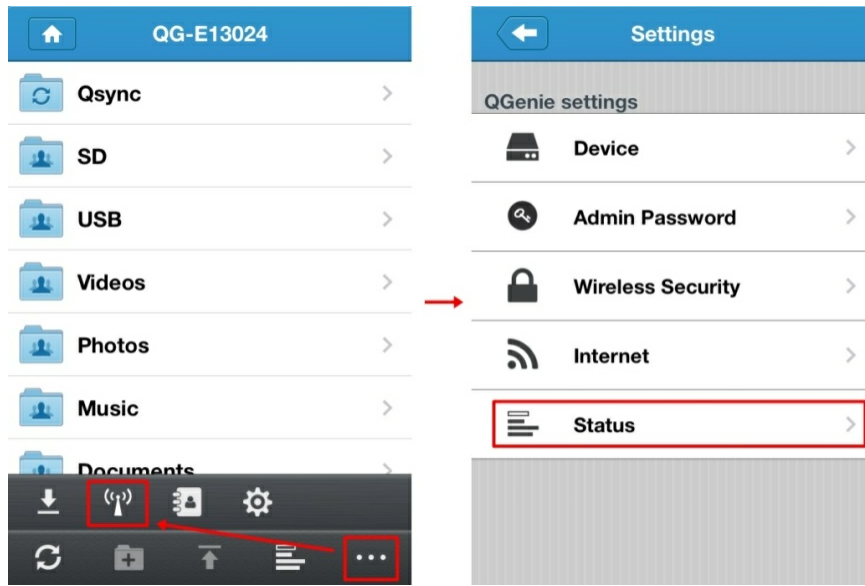 QG-E13024
Qsync
SD
USB
Videos
Photos
Music
Documents
Settings
QGenie settings
Device
Admin Password
Wireless Security
Internet
Status